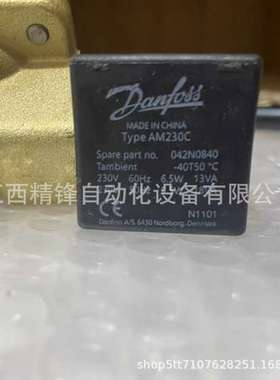 Danfoss
MADE IN CHINA
Type AM230C
Spare part no. 042N0840
Tambient -40T50 °C
230V 60Hz 6.5W 13VA
江西精锋自动化设备有限公
CE
N1101
Danfoss A/S 6430 Nordborg, Denmark
shop5tt7107628251.168